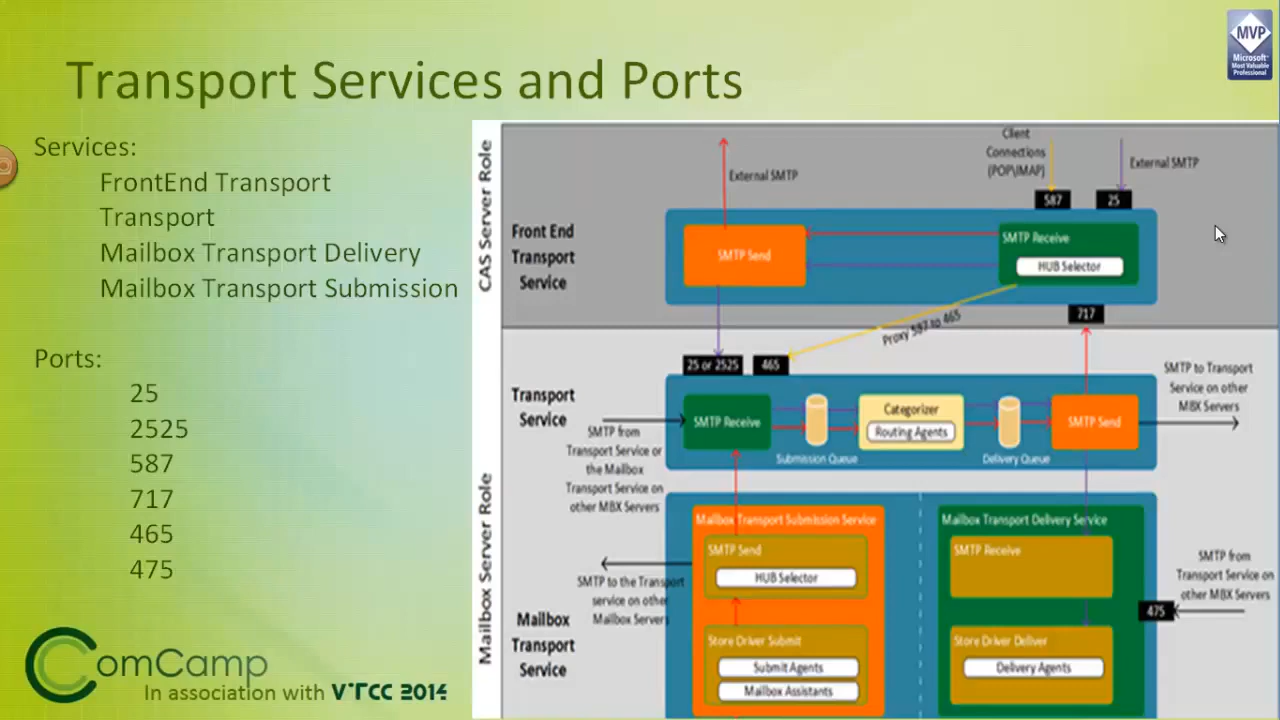 Transport Services and Ports
MVP
Microsoft
Most Valuable
Professional
Services:
FrontEnd Transport
Transport
Mailbox Transport Delivery
Mailbox Transport Submission
Ports:
25
2525
587
717
465
475
ComCamp
In association with VTCC 2014
CAS Server Role
Front End
Transport
Service
External SMTP
Client
Connections
(POP\IMAP)
External SMTP
587
25
SMTP Send
SMTP Receive
HUB Selector
Proxy 587 to 465
717
25 or 2525
465
Mailbox Server Role
Transport
Service
SMTP Receive
Submission Queue
Categorizer
Routing Agents
Delivery Queue
SMTP Send
SMTP to Transport
Service on other
MBX Servers
SMTP from
Transport Service or
the Mailbox
Transport Service on
other MBX Servers
Mailbox
Transport
Service
Mailbox Transport Submission Service
SMTP Send
HUB Selector
SMTP to the Transport
service on other
Mailbox Servers
Store Driver Submit
Submit Agents
Mailbox Assistants
Mailbox Transport Delivery Service
SMTP Receive
Store Driver Deliver
Delivery Agents
SMTP from
Transport Service on
other MBX Servers
475